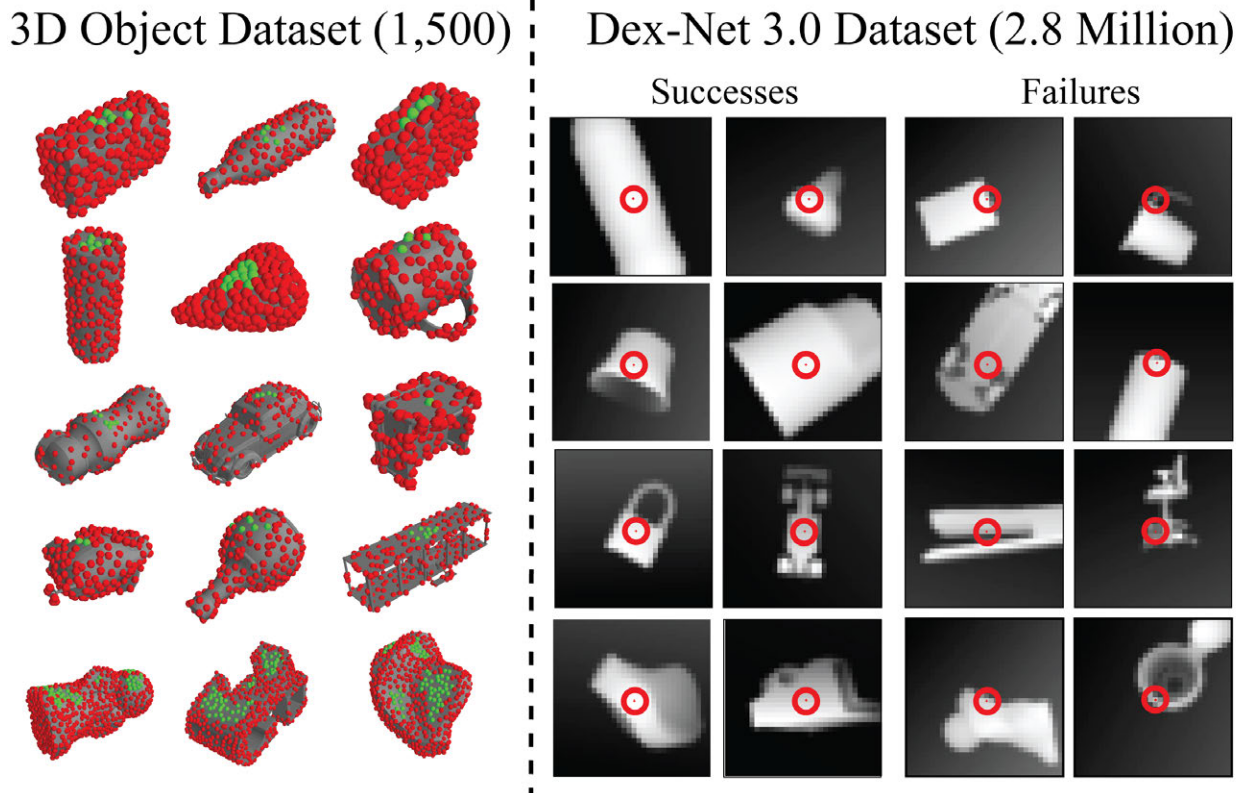 3D Object Dataset (1,500)
Dex-Net 3.0 Dataset (2.8 Million)
Successes
Failures